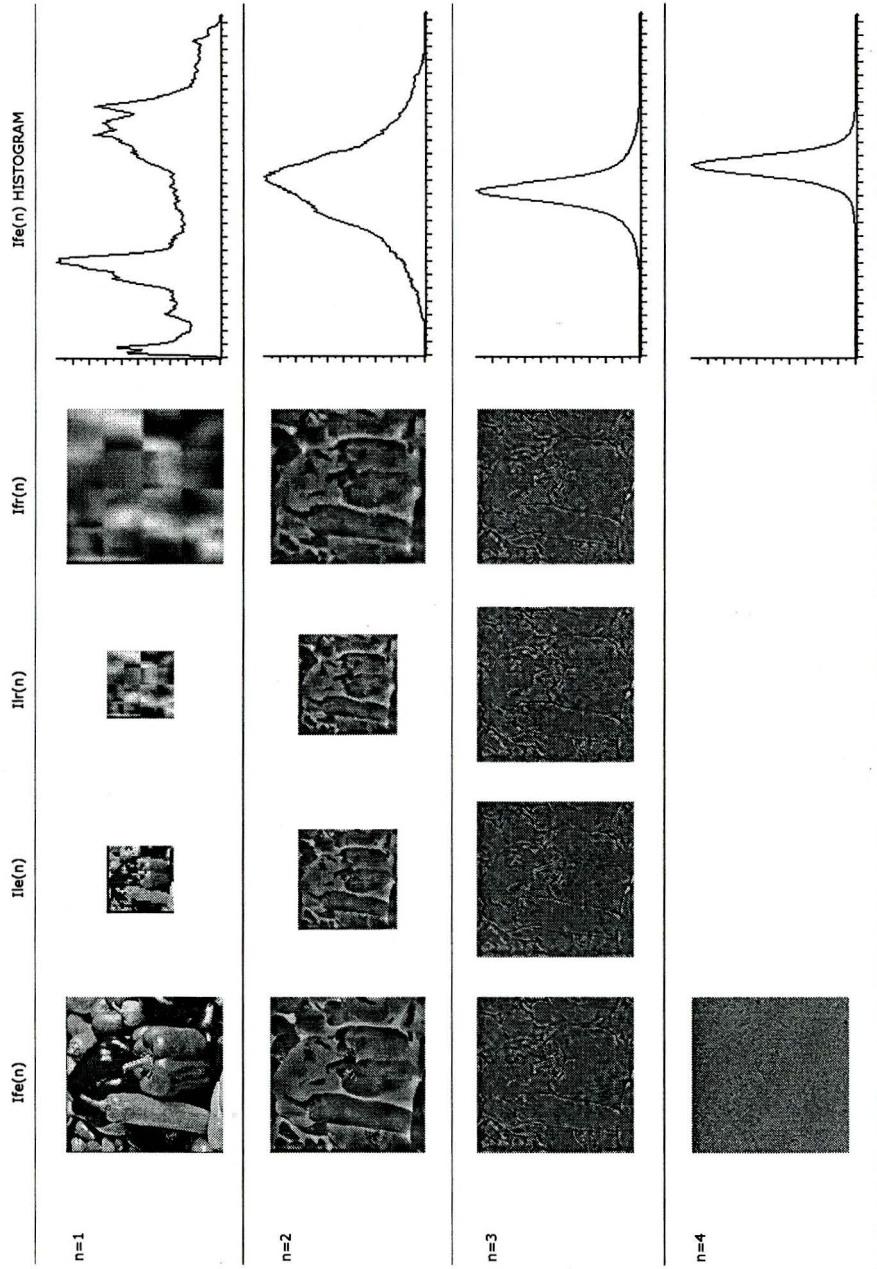 Ife(n)
Ile(n)
Ilr(n)
Ifr(n)
Ife(n) HISTOGRAM
n=1
n=2
n=3
n=4